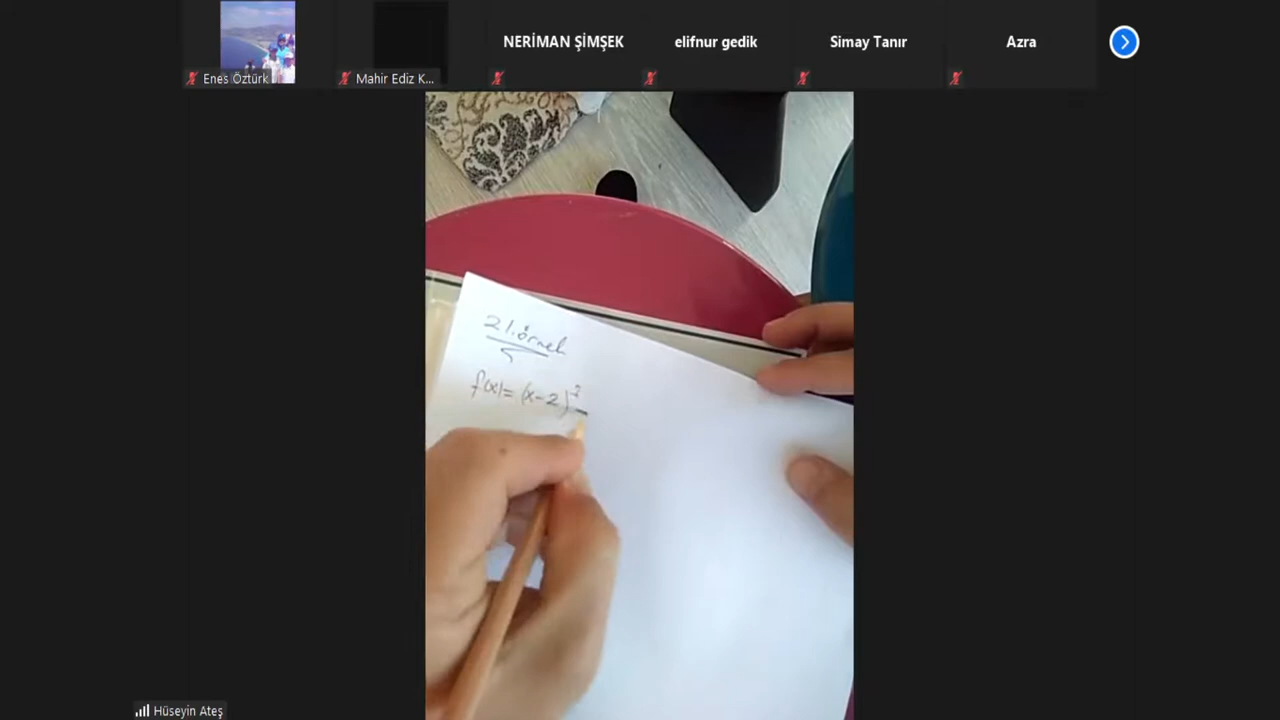 Enes Öztürk
Mahir Ediz K...
NERİMAN ŞİMŞEK
elifnur gedik
Simay Tanır
Azra
21.örnek
f(x)=(x-2)² -
Hüseyin Ateş